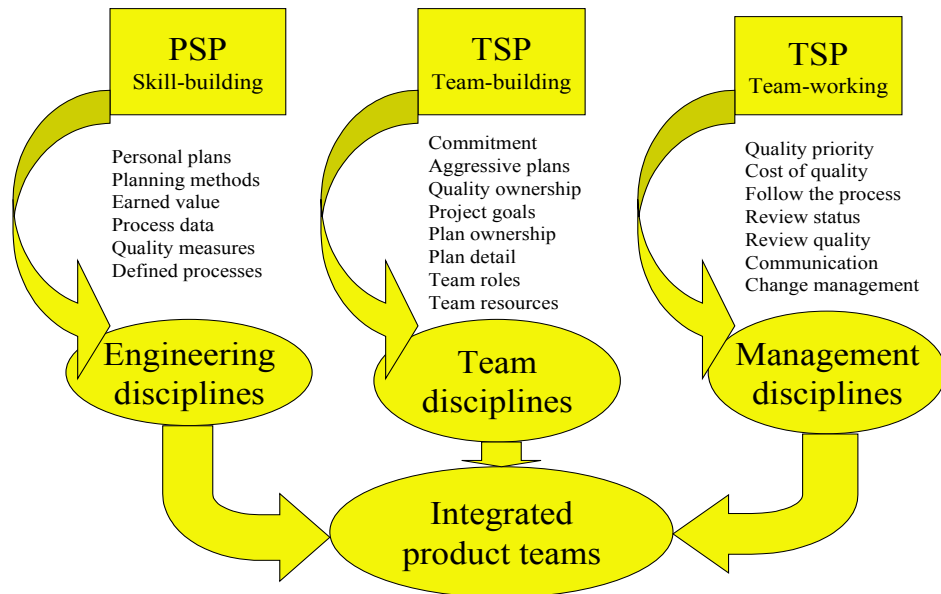 PSP
Skill-building
Personal plans
Planning methods
Earned value
Process data
Quality measures
Defined processes
Engineering
disciplines
TSP
Team-building
Commitment
Aggressive plans
Quality ownership
Project goals
Plan ownership
Plan detail
Team roles
Team resources
Team
disciplines
TSP
Team-working
Quality priority
Cost of quality
Follow the process
Review status
Review quality
Communication
Change management
Management
disciplines
Integrated
product teams